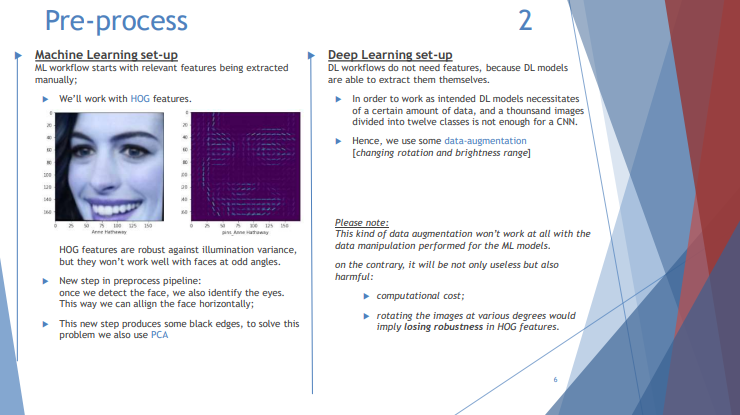 Pre-process
2
Machine Learning set-up
ML workflow starts with relevant features being extracted
manually;
We'll work with HOG features.
0
20
40
60
80
100
120
140
160
0 25 50 75 100 125 150
Anne Hathaway
0
20
40
60
80
100
120
140
160
0 25 50 75 100 125 150
pins_Anne Hathaway
HOG features are robust against illumination variance,
but they won't work well with faces at odd angles.
New step in preprocess pipeline:
once we detect the face, we also identify the eyes.
This way we can allign the face horizontally;
This new step produces some black edges, to solve this
problem we also use PCA
Deep Learning set-up
DL workflows do not need features, because DL models
are able to extract them themselves.
In order to work as intended DL models necessitates
of a certain amount of data, and a thounsand images
divided into twelve classes is not enough for a CNN.
Hence, we use some data-augmentation
[changing rotation and brightness range]
Please note:
This kind of data augmentation won't work at all with the
data manipulation performed for the ML models.
on the contrary, it will be not only useless but also
harmful:
computational cost;
rotating the images at various degrees would
imply losing robustness in HOG features.
6